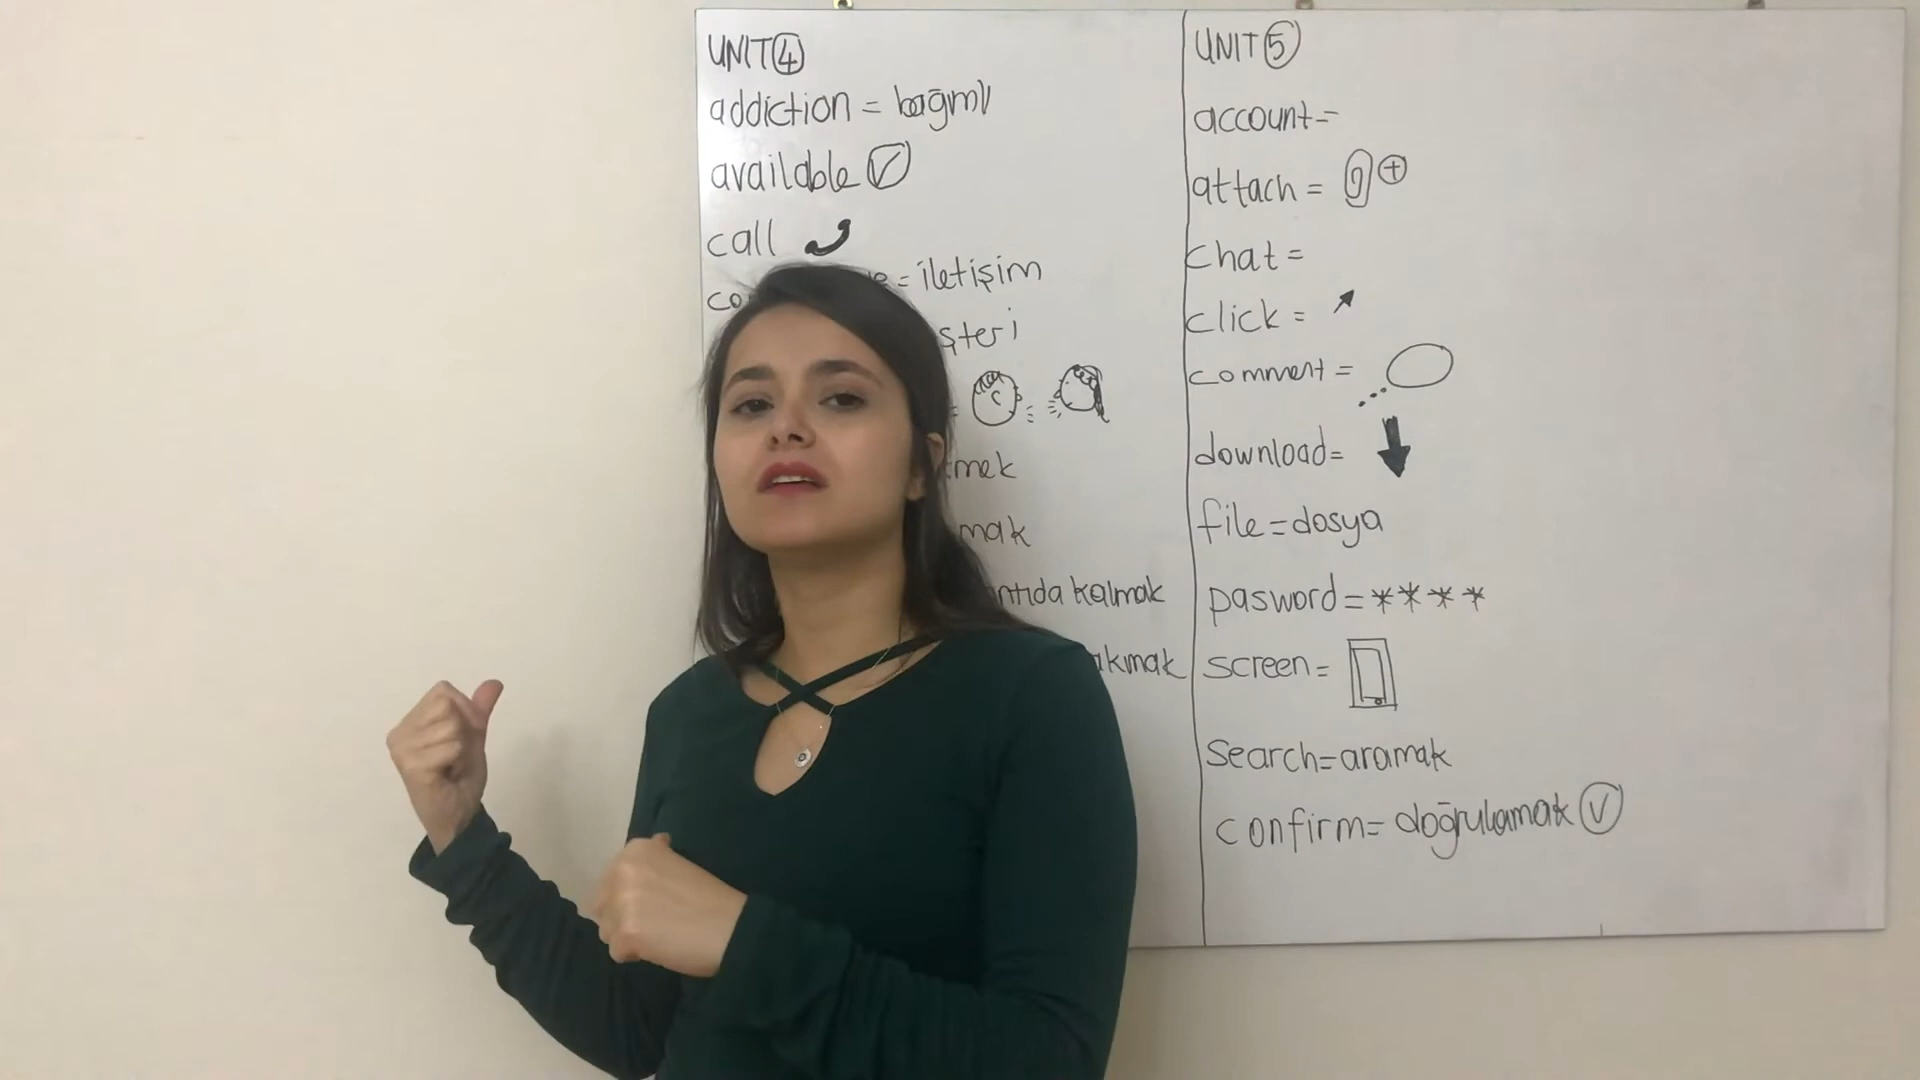 UNIT 4
addiction = bağml
available
call
= iletişim
şteri
mek
mak
ntıda kalmak
akmak
UNIT 5
account=
attach =
chat =
click =
comment =
download=
file=dosya
pasword=****
screen=
search=aramak
confirm= doğrulamak